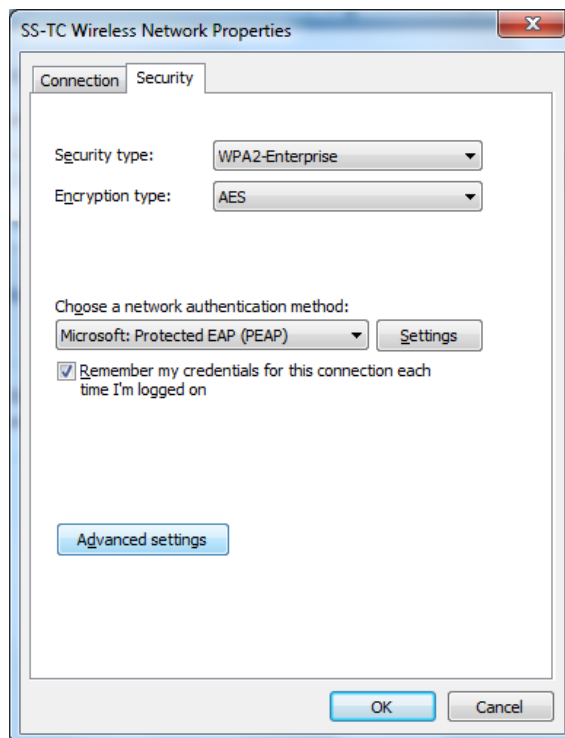 SS-TC Wireless Network Properties
Connection
Security
Security type:
WPA2-Enterprise
Encryption type:
AES
Choose a network authentication method:
Microsoft: Protected EAP (PEAP)
Settings
Remember my credentials for this connection each
time I'm logged on
Advanced settings
OK
Cancel